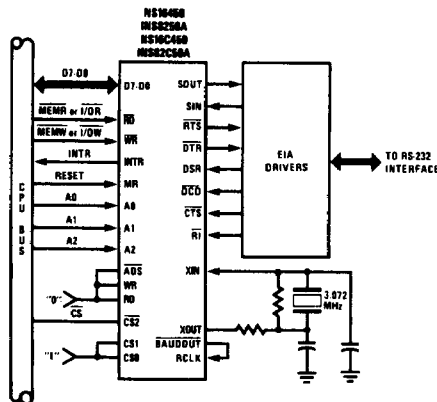 NS16450
INS8250A
NS16C450
INS82C50A
CPU BUS
D7-D0
MEMR or I/OR
MEMW or I/OW
INTR
RESET
A0
A1
A2
"0"
CS
"1"
D7-D0
RD
WR
INTR
MR
A0
A1
A2
ADS
WR
RD
CS2
CS1
CS0
SOUT
SIN
RTS
DTR
DSR
DCD
CTS
RI
XIN
XOUT
BAUDOUT
RCLK
EIA
DRIVERS
TO RS-232
INTERFACE
3.072
MHz